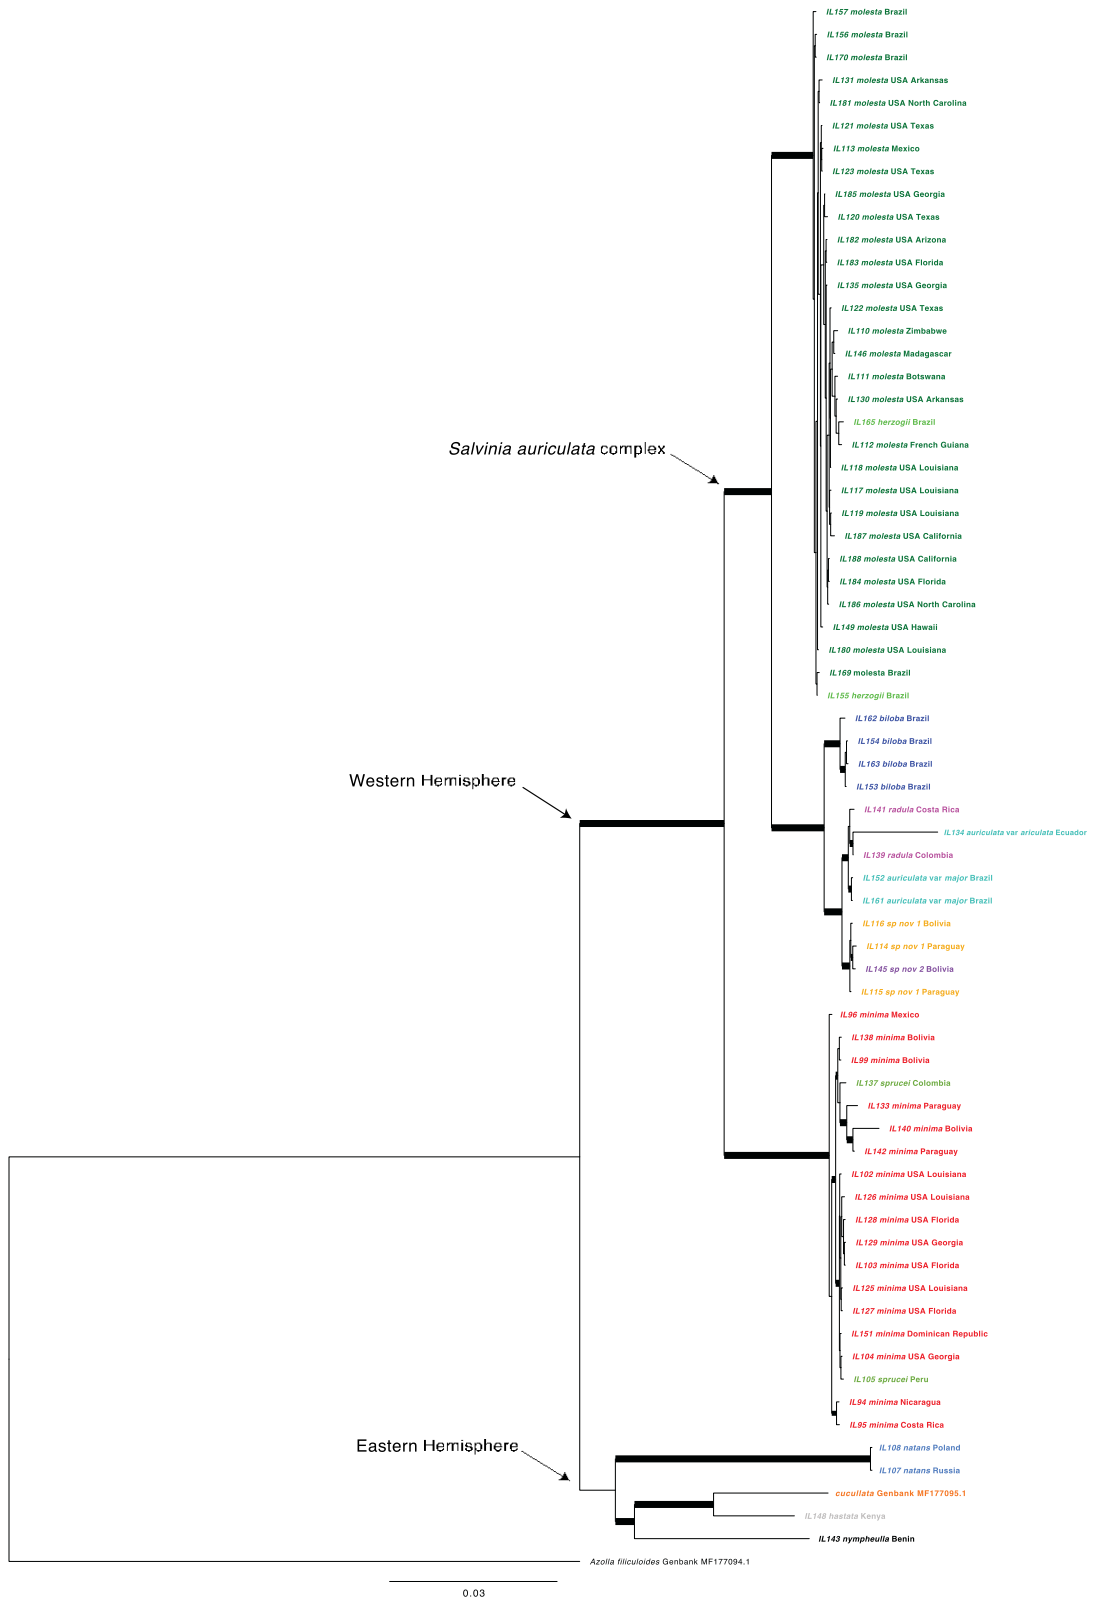 IL157 molesta Brazil
IL156 molesta Brazil
IL170 molesta Brazil
IL131 molesta USA Arkansas
IL181 molesta USA North Carolina
IL121 molesta USA Texas
IL113 molesta Mexico
IL123 molesta USA Texas
IL185 molesta USA Georgia
IL120 molesta USA Texas
IL182 molesta USA Arizona
IL183 molesta USA Florida
IL135 molesta USA Georgia
IL122 molesta USA Texas
IL110 molesta Zimbabwe
IL146 molesta Madagascar
IL111 molesta Botswana
IL130 molesta USA Arkansas
IL165 herzogii Brazil
IL112 molesta French Guiana
Salvinia auriculata complex
IL118 molesta USA Louisiana
IL117 molesta USA Louisiana
IL119 molesta USA Louisiana
IL187 molesta USA California
IL188 molesta USA California
IL184 molesta USA Florida
IL186 molesta USA North Carolina
IL149 molesta USA Hawaii
IL180 molesta USA Louisiana
IL169 molesta Brazil
IL155 herzogii Brazil
IL162 biloba Brazil
IL154 biloba Brazil
IL163 biloba Brazil
Western Hemisphere
IL153 biloba Brazil
IL141 radula Costa Rica
IL134 auriculata var ariculata Ecuador
IL139 radula Colombia
IL152 auriculata var major Brazil
IL161 auriculata var major Brazil
IL116 sp nov 1 Bolivia
IL114 sp nov 1 Paraguay
IL145 sp nov 2 Bolivia
IL115 sp nov 1 Paraguay
IL96 minima Mexico
IL138 minima Bolivia
IL99 minima Bolivia
IL137 sprucei Colombia
IL133 minima Paraguay
IL140 minima Bolivia
IL142 minima Paraguay
IL102 minima USA Louisiana
IL126 minima USA Louisiana
IL128 minima USA Florida
IL129 minima USA Georgia
IL103 minima USA Florida
IL125 minima USA Louisiana
IL127 minima USA Florida
IL151 minima Dominican Republic
IL104 minima USA Georgia
IL105 sprucei Peru
IL94 minima Nicaragua
IL95 minima Costa Rica
Eastern Hemisphere
IL108 natans Poland
IL107 natans Russia
cucullata Genbank MF177095.1
IL148 hastata Kenya
IL143 nympheulla Benin
Azolla filiculoides Genbank MF177094.1
0.03